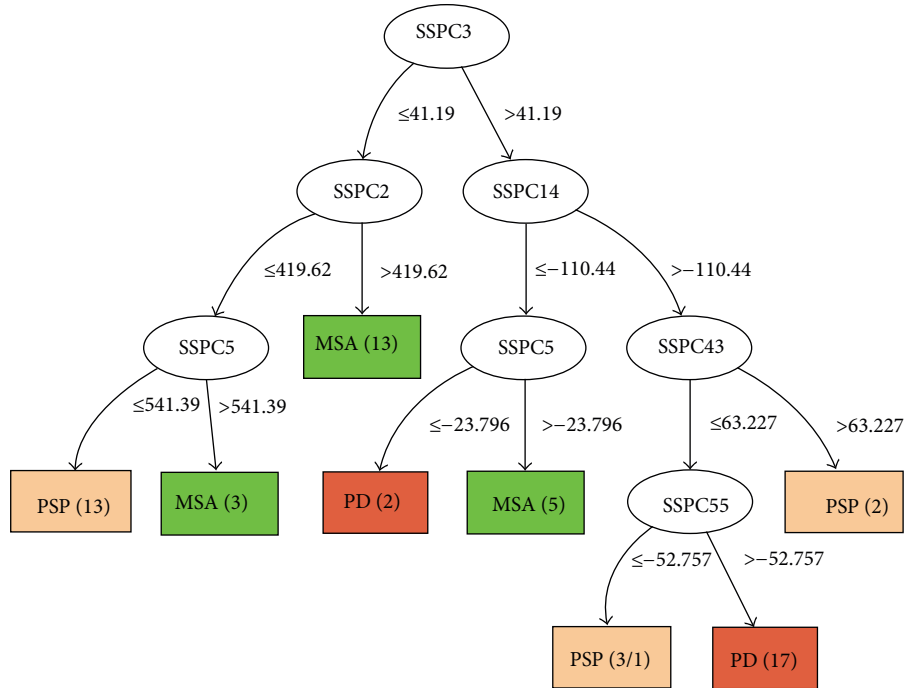 SSPC3
≤41.19
>41.19
SSPC2
SSPC14
≤419.62
>419.62
≤−110.44
>−110.44
SSPC5
MSA (13)
SSPC5
SSPC43
≤541.39
>541.39
≤−23.796
>−23.796
≤63.227
>63.227
PSP (13)
MSA (3)
PD (2)
MSA (5)
SSPC55
PSP (2)
≤−52.757
>−52.757
PSP (3/1)
PD (17)